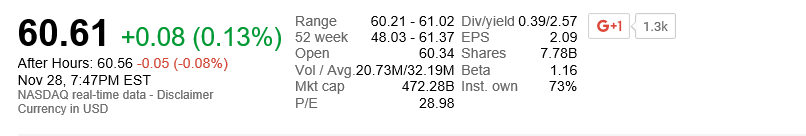 60.61 +0.08 (0.13%)
After Hours: 60.56 -0.05 (-0.08%)
Nov 28, 7:47PM EST
NASDAQ real-time data - Disclaimer
Currency in USD
Range 60.21 - 61.02
52 week 48.03 - 61.37
Open 60.34
Vol / Avg. 20.73M/32.19M
Mkt cap 472.28B
P/E 28.98
Div/yield 0.39/2.57
EPS 2.09
Shares 7.78B
Beta 1.16
Inst. own 73%
G+1 1.3k